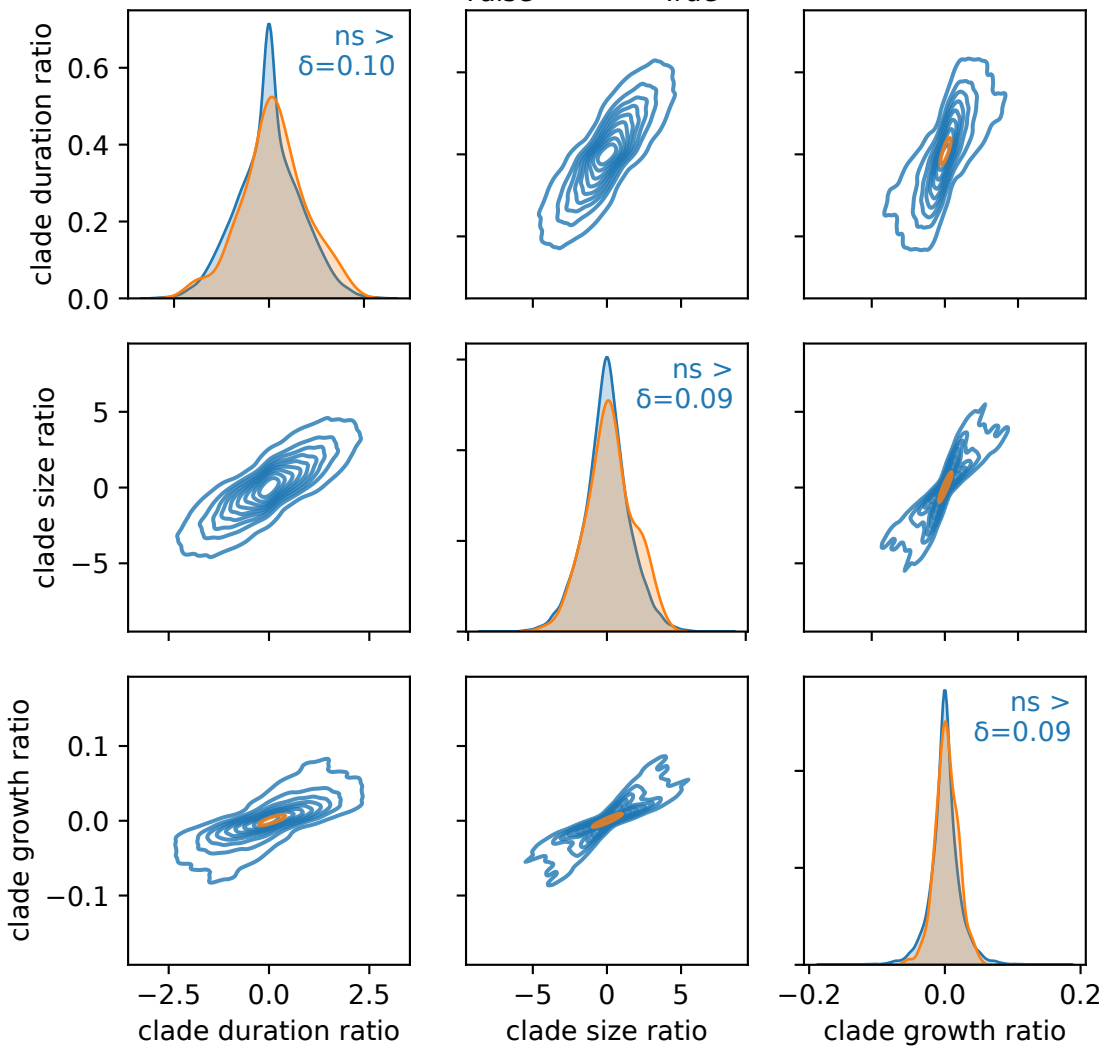 clade duration ratio
0.6
0.4
0.2
0.0
ns >
δ=0.10
clade size ratio
5
0
−5
ns >
δ=0.09
clade growth ratio
0.1
0.0
−0.1
ns >
δ=0.09
−2.5 0.0 2.5
−5 0 5
−0.2 0.0 0.2
clade duration ratio
clade size ratio
clade growth ratio